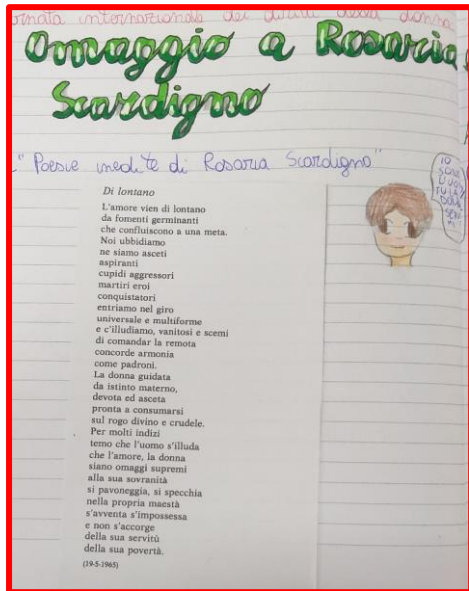 internazionale dei diritti della donna
Omaggio a Rosaria
Scardigno
"Poesie inedite di Rosaria Scardigno"
Di lontano
L'amore vien di lontano
da fomenti germinanti
che confluiscono a una meta.
Noi ubbidiamo
ne siamo asceti
aspiranti
cupidi aggressori
martiri eroi
conquistatori
entriamo nel giro
universale e multiforme
e c'illudiamo, vanitosi e scemi
di comandar la remota
concorde armonia
come padroni.
La donna guidata
da istinto materno,
devota ed asceta
pronta a consumarsi
sul rogo divino e crudele.
Per molti indizi
temo che l'uomo s'illuda
che l'amore, la donna
siano omaggi supremi
alla sua sovranità
si pavoneggia, si specchia
nella propria maestà
s'avventa s'impossessa
e non s'accorge
della sua servitù
della sua povertà.
(19-5-1965)
IO